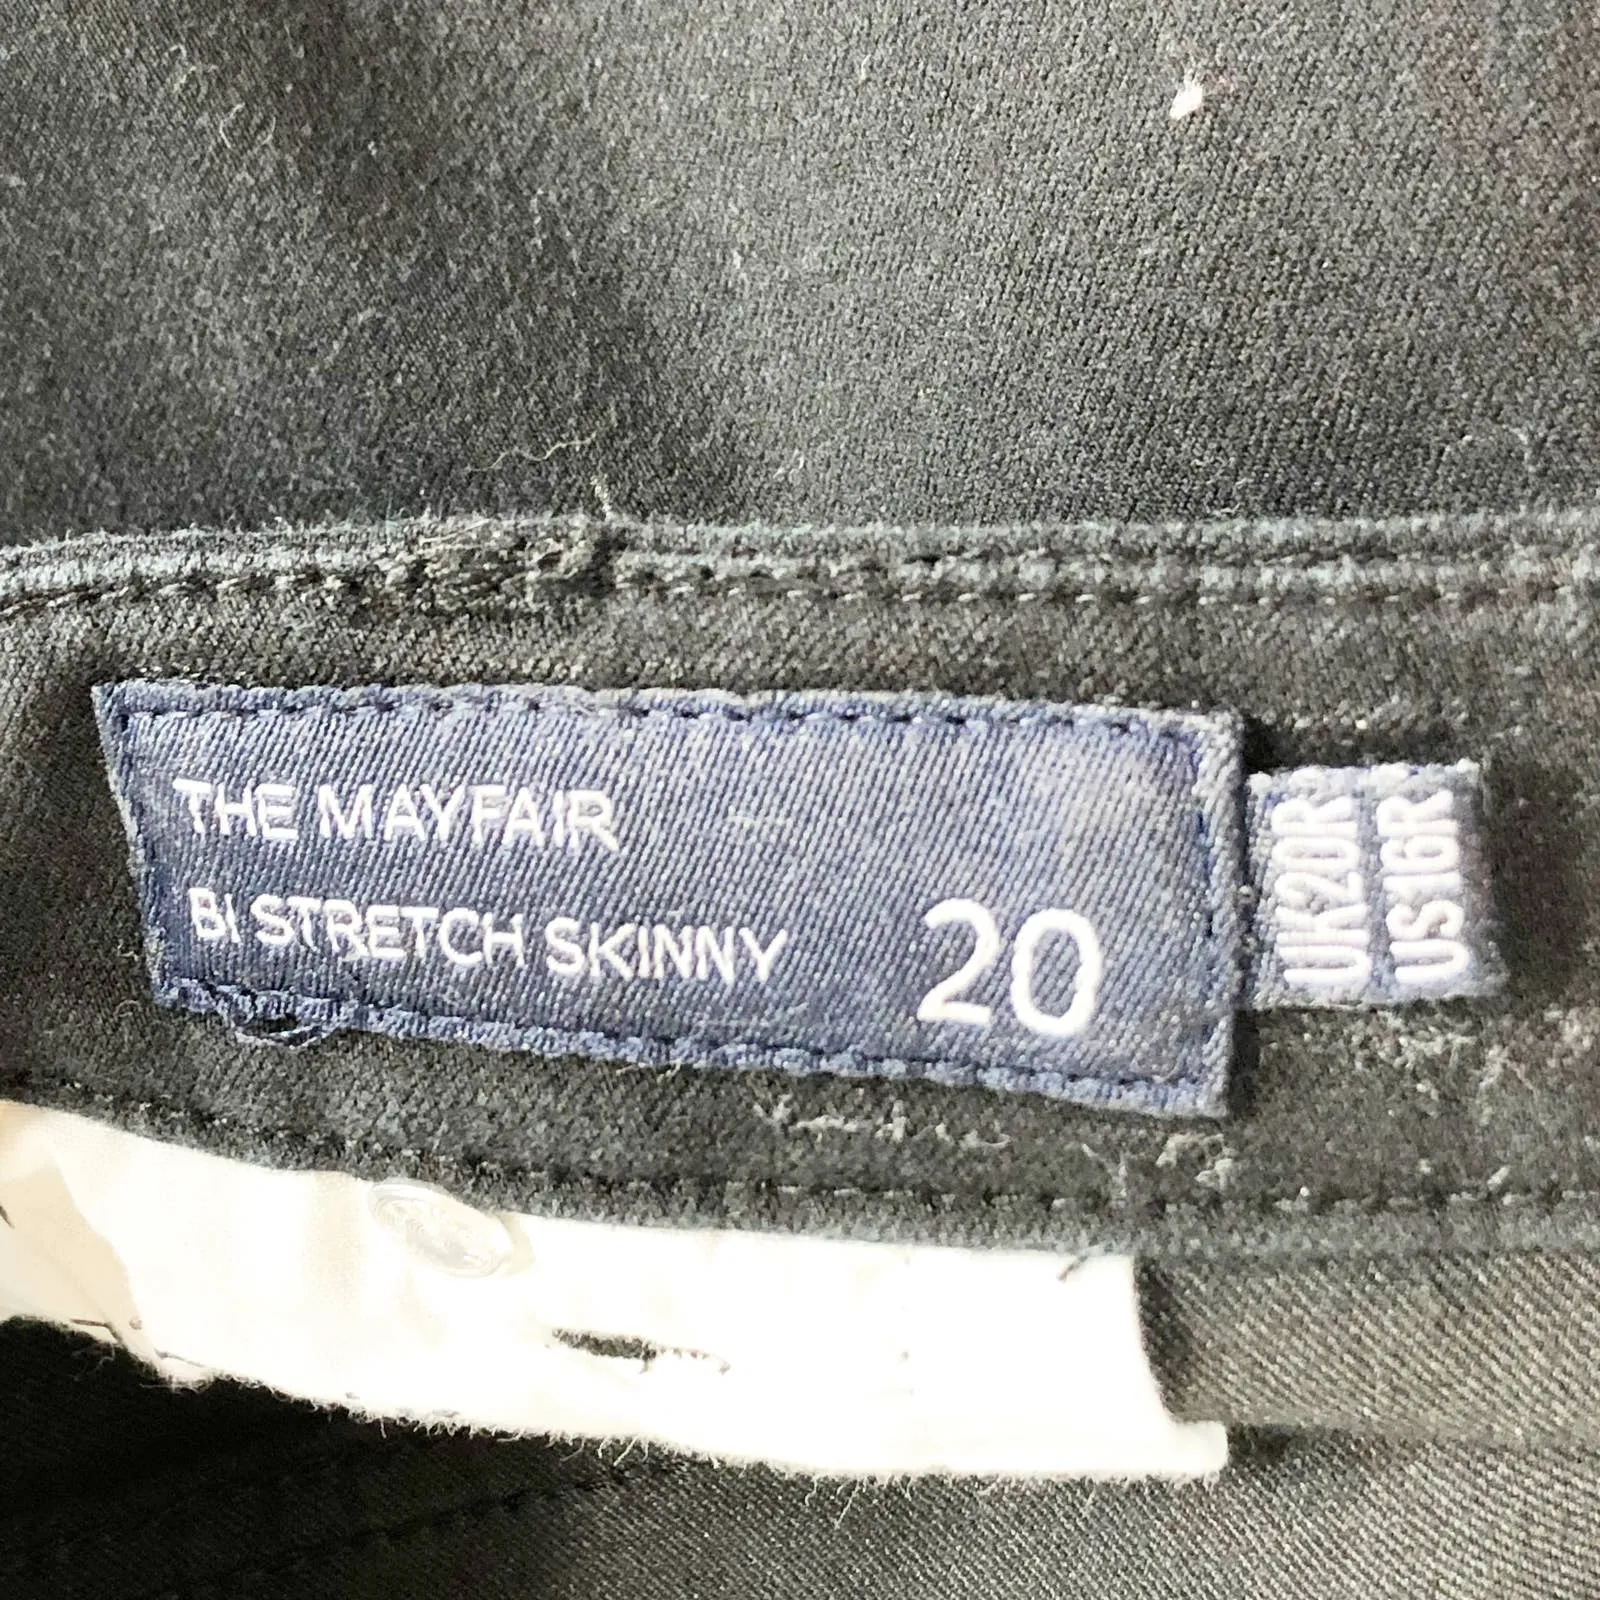 THE MAYFAIR
BI STRETCH SKINNY
20
UK20R
US16R